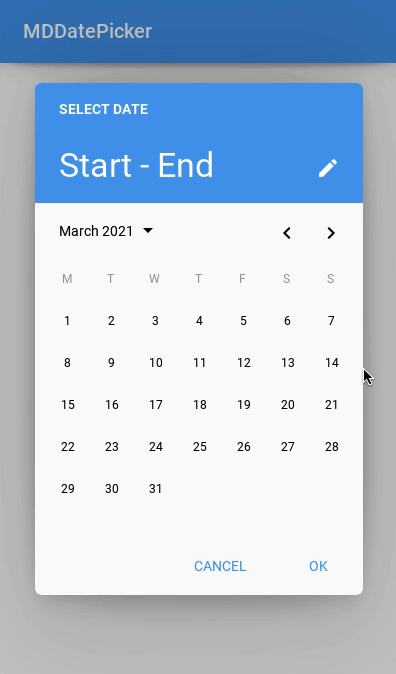 MDDatePicker
SELECT DATE
Start - End
March 2021
M T W T F S S
1 2 3 4 5 6 7
8 9 10 11 12 13 14
15 16 17 18 19 20 21
22 23 24 25 26 27 28
29 30 31
CANCEL OK